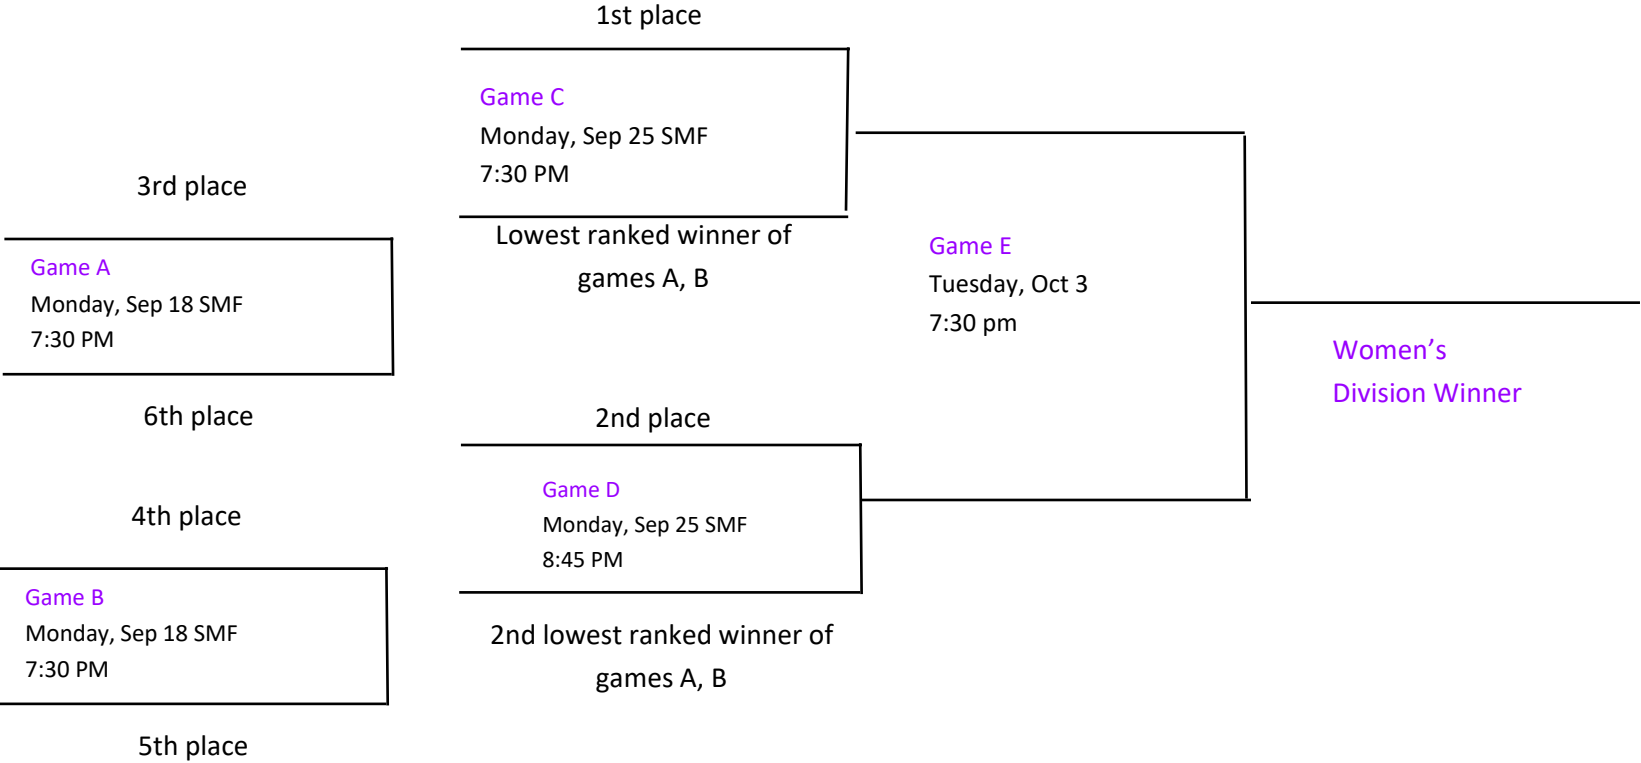 1st place
Game C
Monday, Sep 25 SMF
7:30 PM
Lowest ranked winner of
games A, B
3rd place
Game A
Monday, Sep 18 SMF
7:30 PM
6th place
4th place
Game B
Monday, Sep 18 SMF
7:30 PM
5th place
2nd place
Game D
Monday, Sep 25 SMF
8:45 PM
2nd lowest ranked winner of
games A, B
Game E
Tuesday, Oct 3
7:30 pm
Women’s
Division Winner